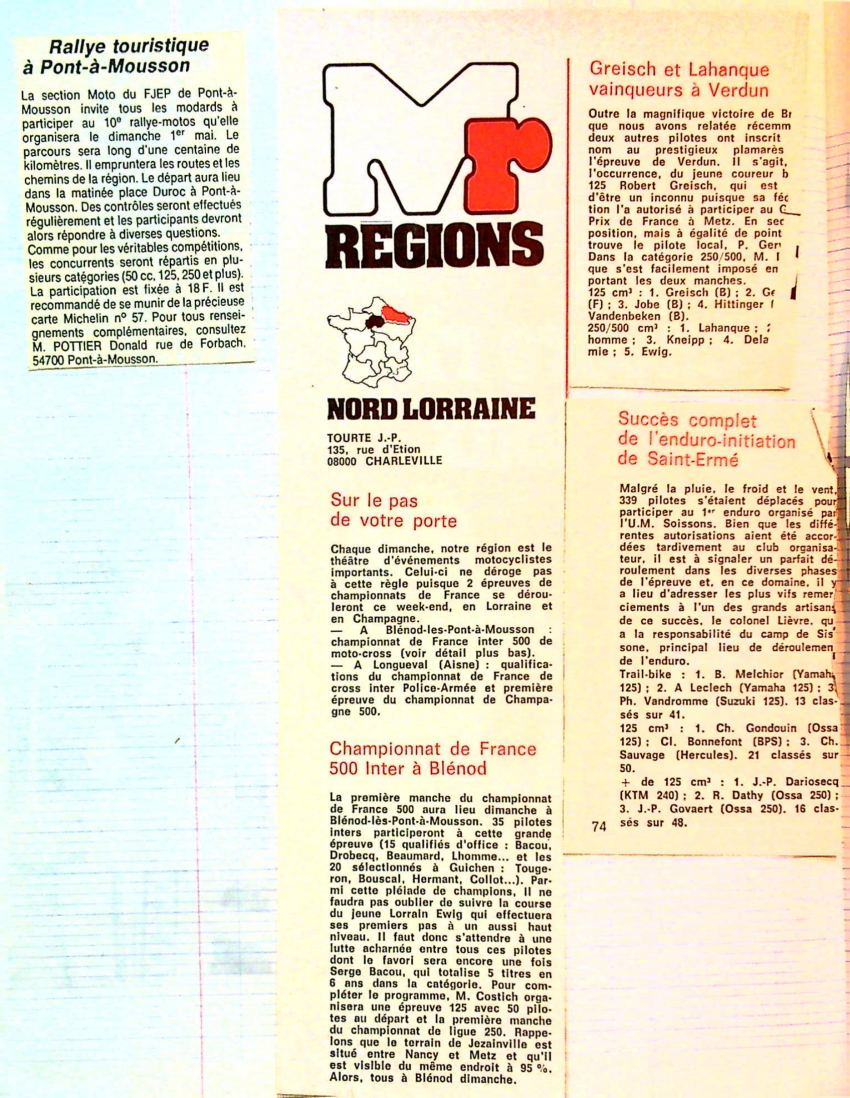 Rallye touristique
à Pont-à-Mousson
La section Moto du FJEP de Pont-à-
Mousson invite tous les modards à
participer au 10e rallye-motos qu'elle
organisera le dimanche 1er mai. Le
parcours sera long d'une centaine de
kilomètres. Il empruntera les routes et les
chemins de la région. Le départ aura lieu
dans la matinée place Duroc à Pont-à-
Mousson. Des contrôles seront effectués
régulièrement et les participants devront
alors répondre à diverses questions.
Comme pour les véritables compétitions,
les concurrents seront répartis en plu-
sieurs catégories (50 cc, 125, 250 et plus).
La participation est fixée à 18 F. Il est
recommandé de se munir de la précieuse
carte Michelin n° 57. Pour tous rensei-
gnements complémentaires, consultez
M. POTTIER Donald rue de Forbach,
54700 Pont-à-Mousson.
Mr
REGIONS
NORD LORRAINE
TOURTE J.-P.
135, rue d'Etion
08000 CHARLEVILLE
Sur le pas
de votre porte
Chaque dimanche, notre région est le
théâtre d'événements motocyclistes
importants. Celui-ci ne déroge pas
à cette règle puisque 2 épreuves de
championnats de France se dérou-
leront ce week-end, en Lorraine et
en Champagne.
— A Blénod-les-Pont-à-Mousson :
championnat de France inter 500 de
moto-cross (voir détail plus bas).
— A Longueval (Aisne) : qualifica-
tions du championnat de France de
cross inter Police-Armée et première
épreuve du championnat de Champa-
gne 500.
Championnat de France
500 Inter à Blénod
La première manche du championnat
de France 500 aura lieu dimanche à
Blénod-lès-Pont-à-Mousson. 35 pilotes
inters participeront à cette grande
épreuve (15 qualifiés d'office : Bacou,
Drobecq, Beaumard, Lhomme... et les
20 sélectionnés à Guichen : Touge-
ron, Bouscal, Hermant, Collot...). Par-
mi cette pléiade de champions, il ne
faudra pas oublier de suivre la course
du jeune Lorrain Ewig qui effectuera
ses premiers pas à un aussi haut
niveau. Il faut donc s'attendre à une
lutte acharnée entre tous ces pilotes
dont le favori sera encore une fois
Serge Bacou, qui totalise 5 titres en
6 ans dans la catégorie. Pour com-
pléter le programme, M. Costich orga-
nisera une épreuve 125 avec 50 pilo-
tes au départ et la première manche
du championnat de ligue 250. Rappe-
lons que le terrain de Jezainville est
situé entre Nancy et Metz et qu'il
est visible du même endroit à 95 %.
Alors, tous à Blénod dimanche.
Greisch et Lahanque
vainqueurs à Verdun
Outre la magnifique victoire de
que nous avons relatée récemm
deux autres pilotes ont inscrit
nom au prestigieux plamarès
l'épreuve de Verdun. Il s'agit,
l'occurrence, du jeune coureur b
125 Robert Greisch, qui est
d'être un inconnu puisque sa féc
tion l'a autorisé à participer au
Prix de France à Metz. En sec
position, mais à égalité de point
trouve le pilote local, P.
Dans la catégorie 250/500, M.
que s'est facilement imposé en
portant les deux manches.
125 cm³ : 1. Greisch (B) ; 2.
(F) ; 3. Jobe (B) ; 4. Hittinger
Vandenbeken (B).
250/500 cm³ : 1. Lahanque ;
homme ; 3. Kneipp ; 4. Dela
mie ; 5. Ewig.
Succès complet
de l'enduro-initiation
de Saint-Ermé
Malgré la pluie, le froid et le vent,
339 pilotes s'étaient déplacés pour
participer au 1er enduro organisé par
l'U.M. Soissons. Bien que les diffé-
rentes autorisations aient été accor-
dées tardivement au club organisa-
teur, il est à signaler un parfait dé-
roulement dans les diverses phases
de l'épreuve et, en ce domaine, il y
a lieu d'adresser les plus vifs remer
ciements à l'un des grands artisans
de ce succès, le colonel Lièvre, qu
a la responsabilité du camp de Sis
sone, principal lieu de déroulemen
de l'enduro.
Trail-bike : 1. B. Melchior (Yamaha
125) ; 2. A Leclech (Yamaha 125) ; 3.
Ph. Vandromme (Suzuki 125). 13 clas-
sés sur 41.
125 cm³ : 1. Ch. Gondouin (Ossa
125) ; Cl. Bonnefont (BPS) ; 3. Ch.
Sauvage (Hercules). 21 classés sur
50.
+ de 125 cm³ : 1. J.-P. Dariosecq
(KTM 240) ; 2. R. Dathy (Ossa 250) ;
3. J.-P. Govaert (Ossa 250). 16 clas-
sés sur 48.
74